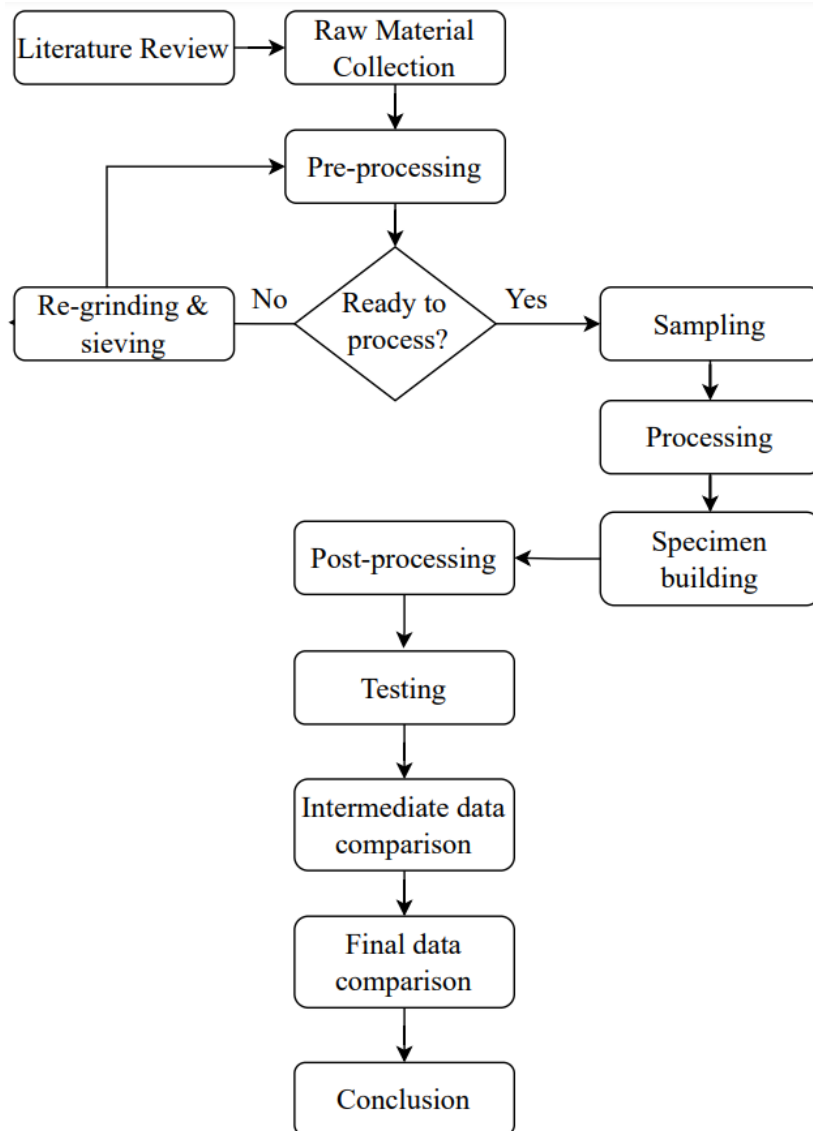 Literature Review
Raw Material
Collection
Pre-processing
Re-grinding &
sieving
No
Ready to
process?
Yes
Sampling
Processing
Specimen
building
Post-processing
Testing
Intermediate data
comparison
Final data
comparison
Conclusion